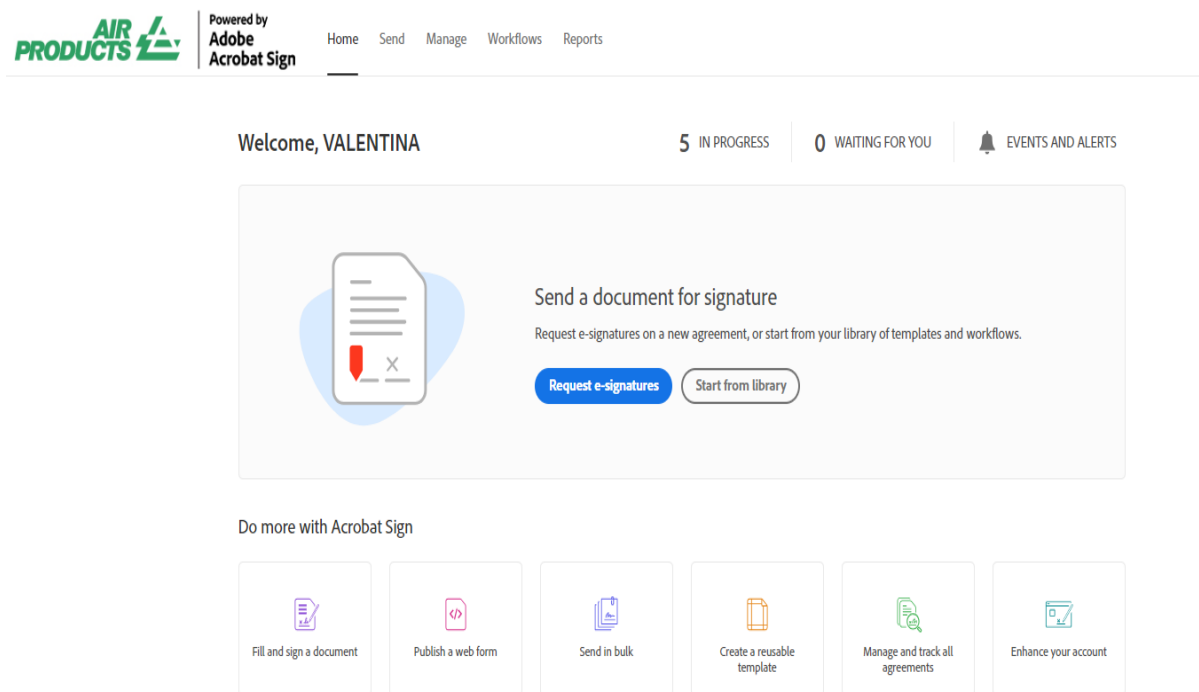 AIR
PRODUCTS
Powered by
Adobe
Acrobat Sign
Home Send Manage Workflows Reports
Welcome, VALENTINA
5 IN PROGRESS
0 WAITING FOR YOU
EVENTS AND ALERTS
Send a document for signature
Request e-signatures on a new agreement, or start from your library of templates and workflows.
Request e-signatures
Start from library
Do more with Acrobat Sign
Fill and sign a document
Publish a web form
Send in bulk
Create a reusable
template
Manage and track all
agreements
Enhance your account